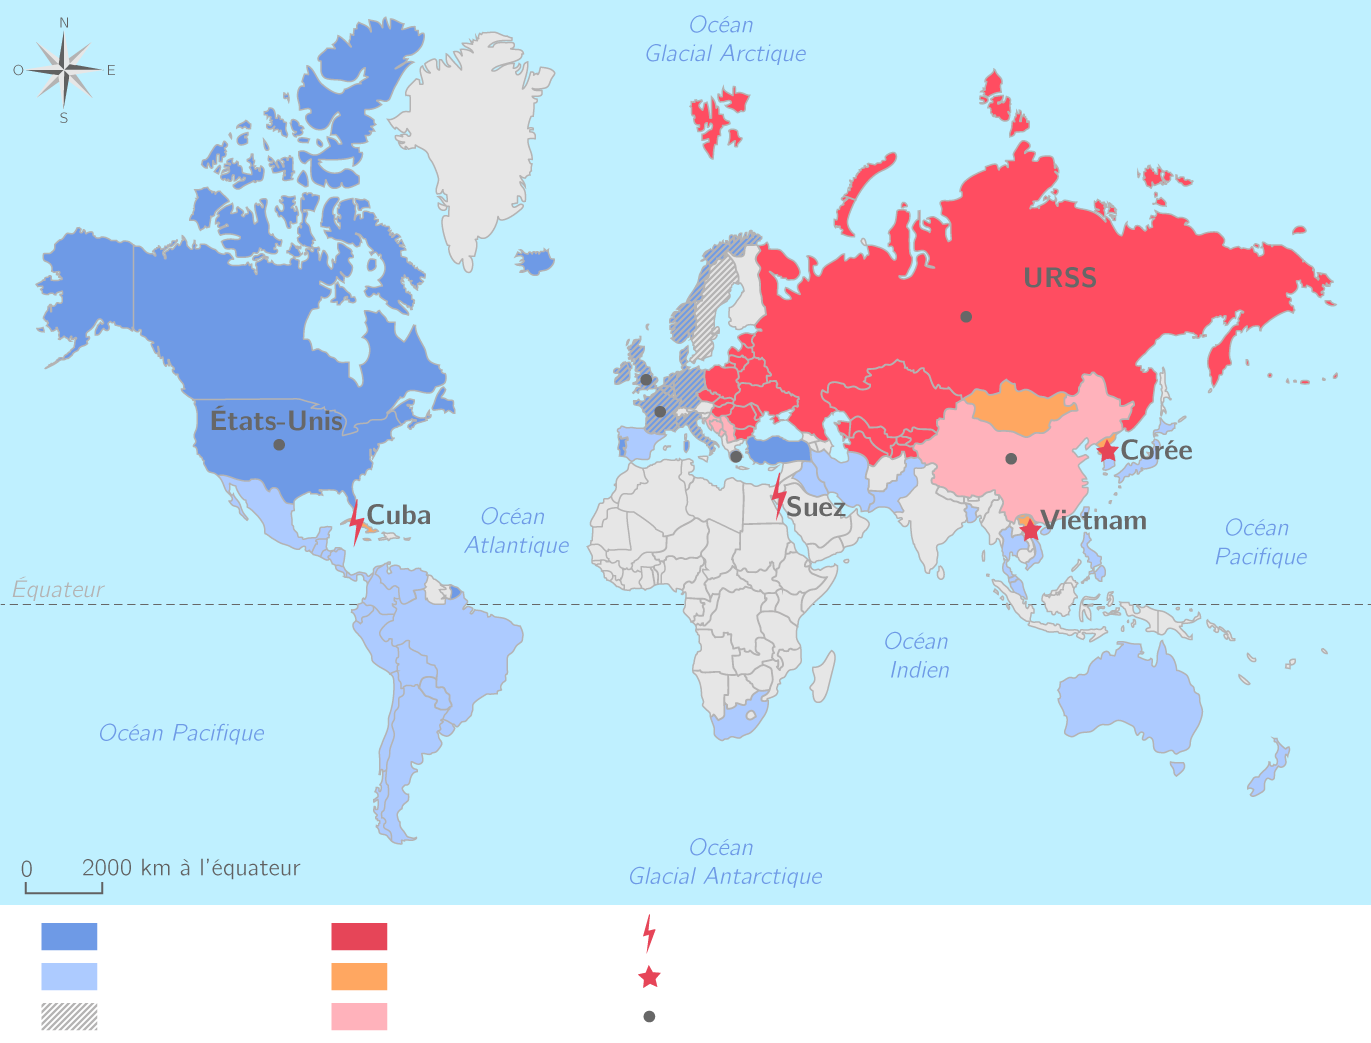 N
O
E
S
Océan
Glacial Arctique
URSS
États-Unis
Corée
Cuba
Suez
Vietnam
Océan
Atlantique
Océan
Pacifique
Équateur
Océan
Indien
Océan Pacifique
Océan
Glacial Antarctique
0
2000 km à l'équateur